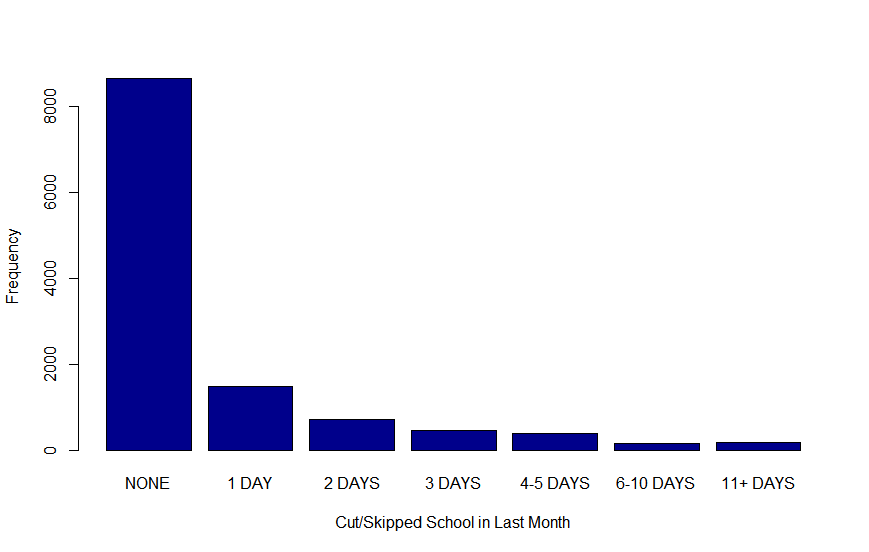 Frequency
8000
6000
4000
2000
0
NONE 1 DAY 2 DAYS 3 DAYS 4-5 DAYS 6-10 DAYS 11+ DAYS
Cut/Skipped School in Last Month